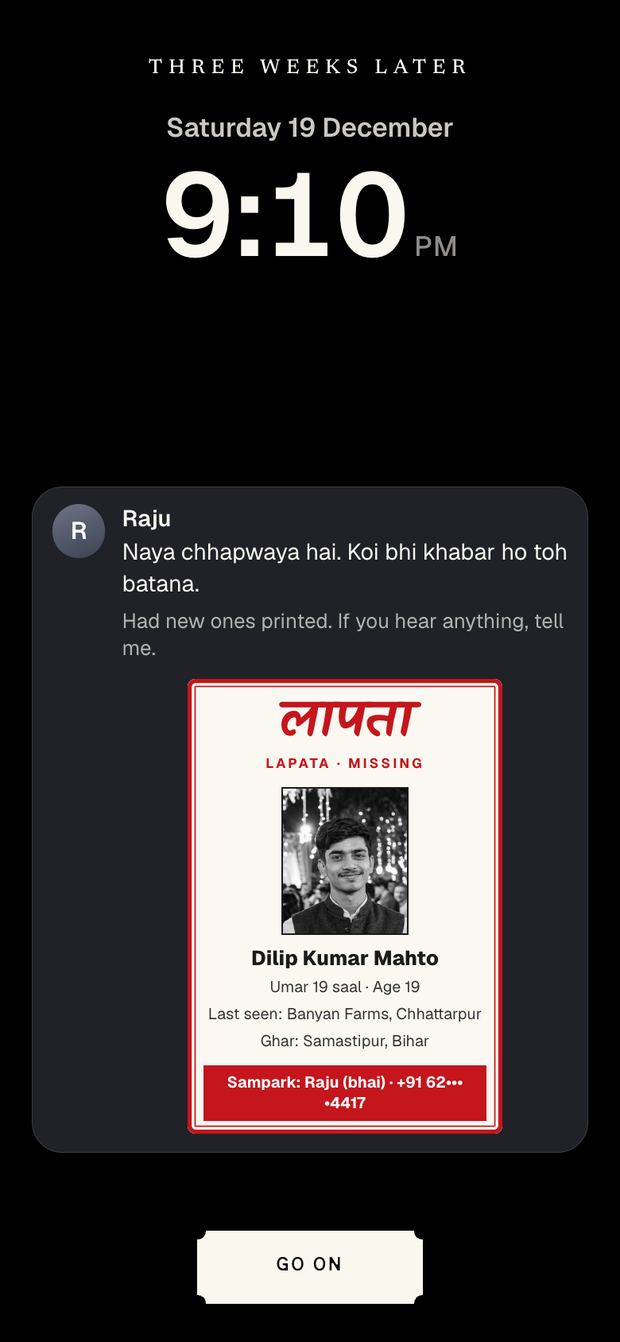 THREE WEEKS LATER
Saturday 19 December
9:10 PM
R
Raju
Naya chhapwaya hai. Koi bhi khabar ho toh
batana.
Had new ones printed. If you hear anything, tell
me.
लापता
LAPATA · MISSING
Dilip Kumar Mahto
Umar 19 saal · Age 19
Last seen: Banyan Farms, Chhattarpur
Ghar: Samastipur, Bihar
Sampark: Raju (bhai) · +91 62•••
•4417
GO ON